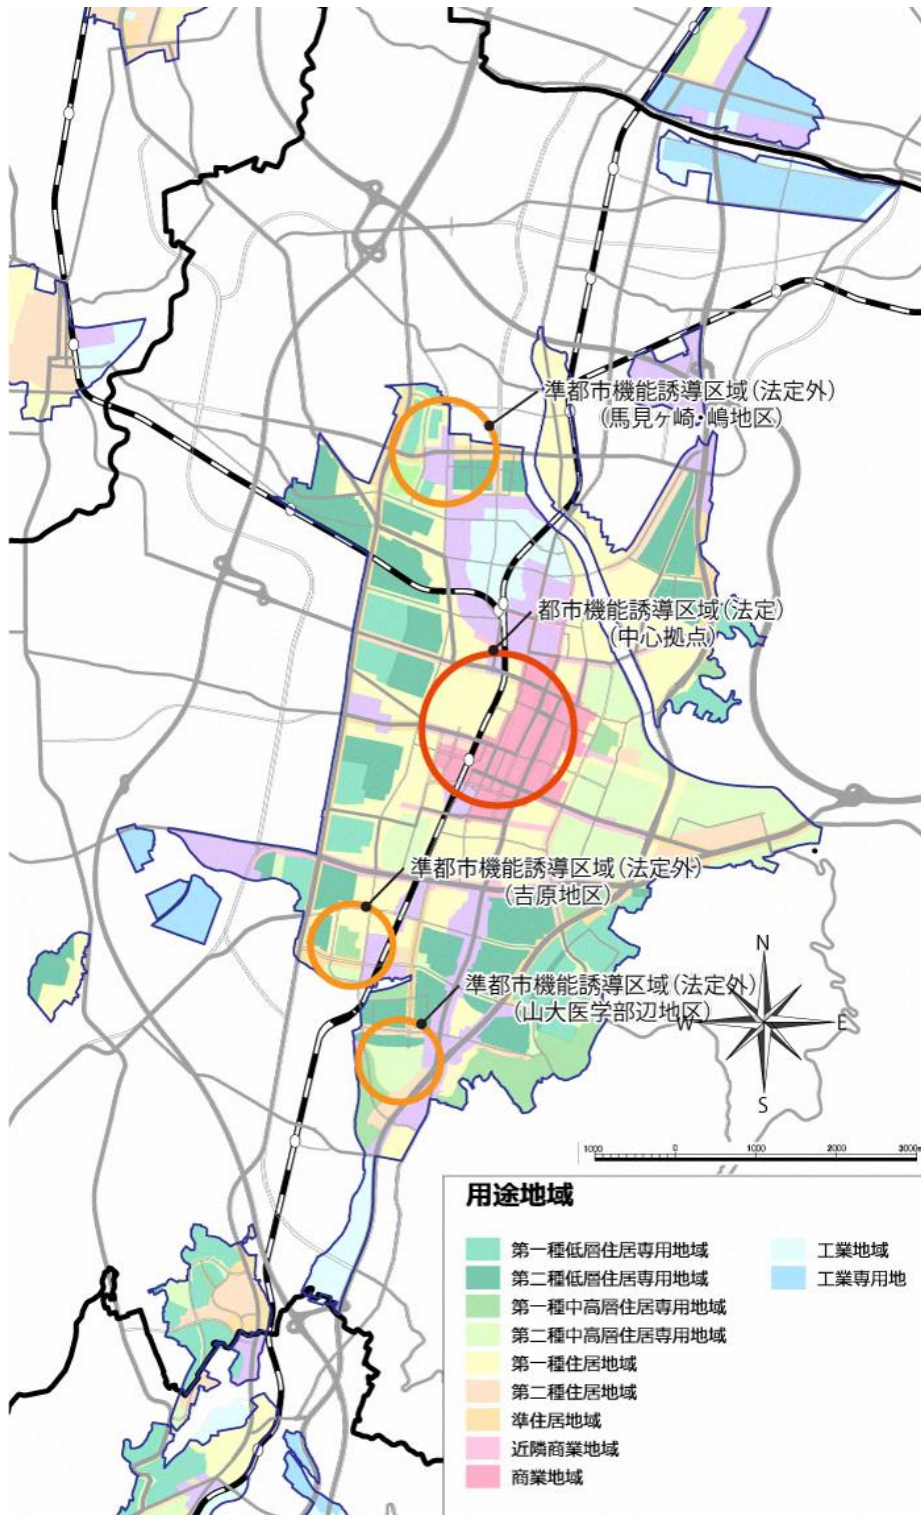 準都市機能誘導区域(法定外)
(馬見ヶ崎・嶋地区)
都市機能誘導区域(法定)
(中心拠点)
準都市機能誘導区域(法定外)
(吉原地区)
準都市機能誘導区域(法定外)
(山大医学部辺地区)
N
W
E
S
1000 0 1000 2000 3000m
用途地域
第一種低層住居専用地域
第二種低層住居専用地域
第一種中高層住居専用地域
第二種中高層住居専用地域
第一種住居地域
第二種住居地域
準住居地域
近隣商業地域
商業地域
工業地域
工業専用地